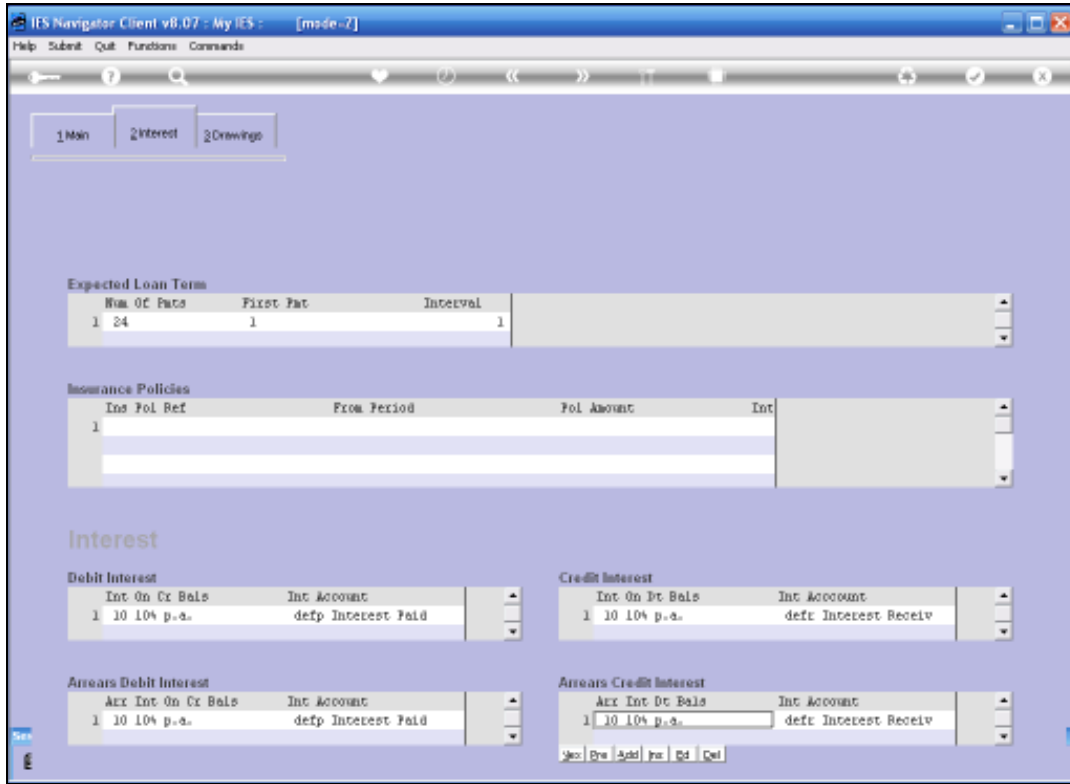 IES Navigator Client v8.07 : My IES : [mode=Z]
Help Submit Quit Functions Commands
1 Main 2 Interest 3 Drawings
Expected Loan Term
Num Of Pmts First Pmt Interval
1 24 1 1
Insurance Policies
Ins Pol Ref From Period Pol Amount Int
1
Interest
Debit Interest Credit Interest
Int On Cr Bals Int Account Int On Dt Bals Int Acocount
1 10 10% p.a. defp Interest Paid 1 10 10% p.a. defr Interest Receiv
Arrears Debit Interest Arrears Credit Interest
Arr Int On Cr Bals Int Account Arr Int Dt Bals Int Account
1 10 10% p.a. defp Interest Paid 1 10 10% p.a. defr Interest Receiv
Nex Pre Add Ins Ed Del